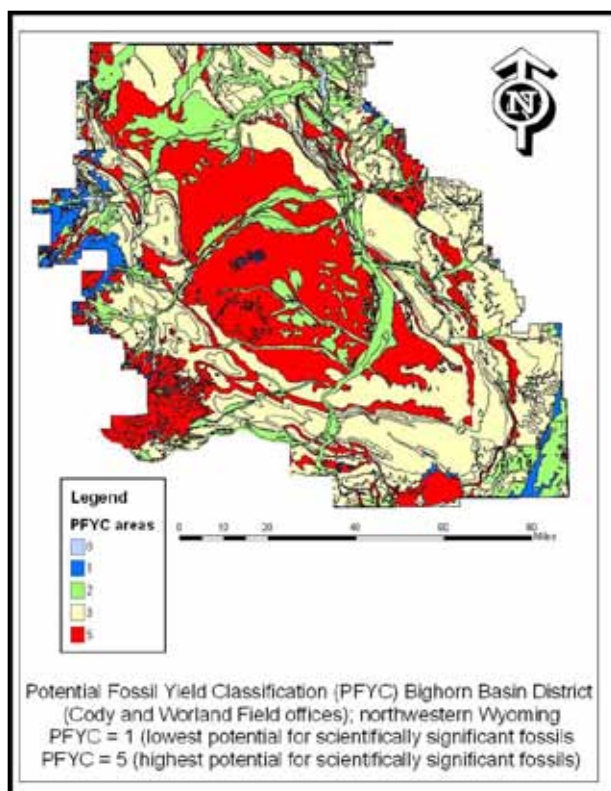 N
Legend
PFYC areas
0
1
2
3
5
0 10 20 40 60 80
Miles
Potential Fossil Yield Classification (PFYC) Bighorn Basin District
(Cody and Worland Field offices); northwestern Wyoming
PFYC = 1 (lowest potential for scientifically significant fossils
PFYC = 5 (highest potential for scientifically significant fossils)